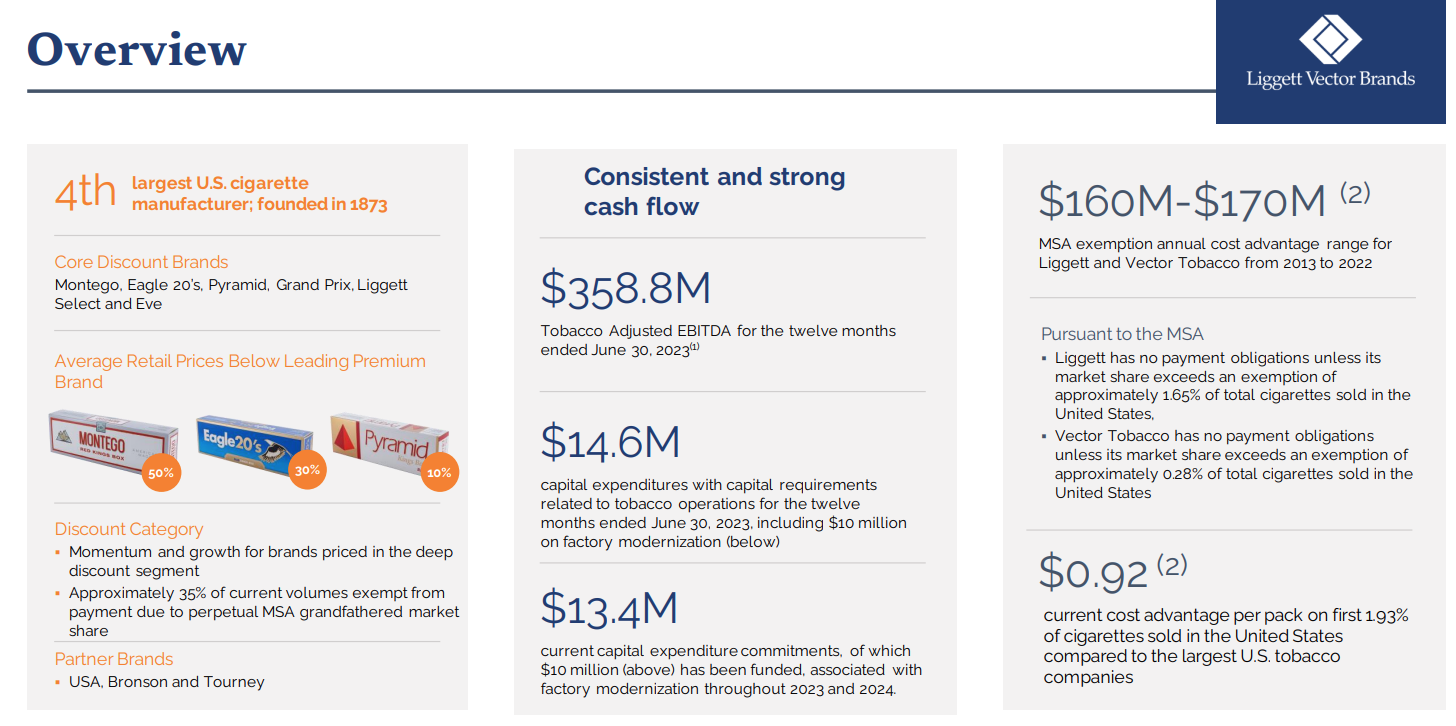 Overview
Liggett Vector Brands
4th
largest U.S. cigarette
manufacturer; founded in 1873
Core Discount Brands
Montego, Eagle 20's, Pyramid, Grand Prix, Liggett
Select and Eve
Average Retail Prices Below Leading Premium
Brand
MONTEGO
RED KINGS BOX
50%
Eagle20's
30%
Pyramid
10%
Discount Category
▪ Momentum and growth for brands priced in the deep
discount segment
▪ Approximately 35% of current volumes exempt from
payment due to perpetual MSA grandfathered market
share
Partner Brands
▪ USA, Bronson and Tourney
Consistent and strong
cash flow
$358.8M
Tobacco Adjusted EBITDA for the twelve months
ended June 30, 2023(1)
$14.6M
capital expenditures with capital requirements
related to tobacco operations for the twelve
months ended June 30, 2023, including $10 million
on factory modernization (below)
$13.4M
current capital expenditure commitments, of which
$10 million (above) has been funded, associated with
factory modernization throughout 2023 and 2024.
$160M-$170M (2)
MSA exemption annual cost advantage range for
Liggett and Vector Tobacco from 2013 to 2022
Pursuant to the MSA
▪ Liggett has no payment obligations unless its
market share exceeds an exemption of
approximately 1.65% of total cigarettes sold in the
United States,
▪ Vector Tobacco has no payment obligations
unless its market share exceeds an exemption of
approximately 0.28% of total cigarettes sold in the
United States
$0.92 (2)
current cost advantage per pack on first 1.93%
of cigarettes sold in the United States
compared to the largest U.S. tobacco
companies